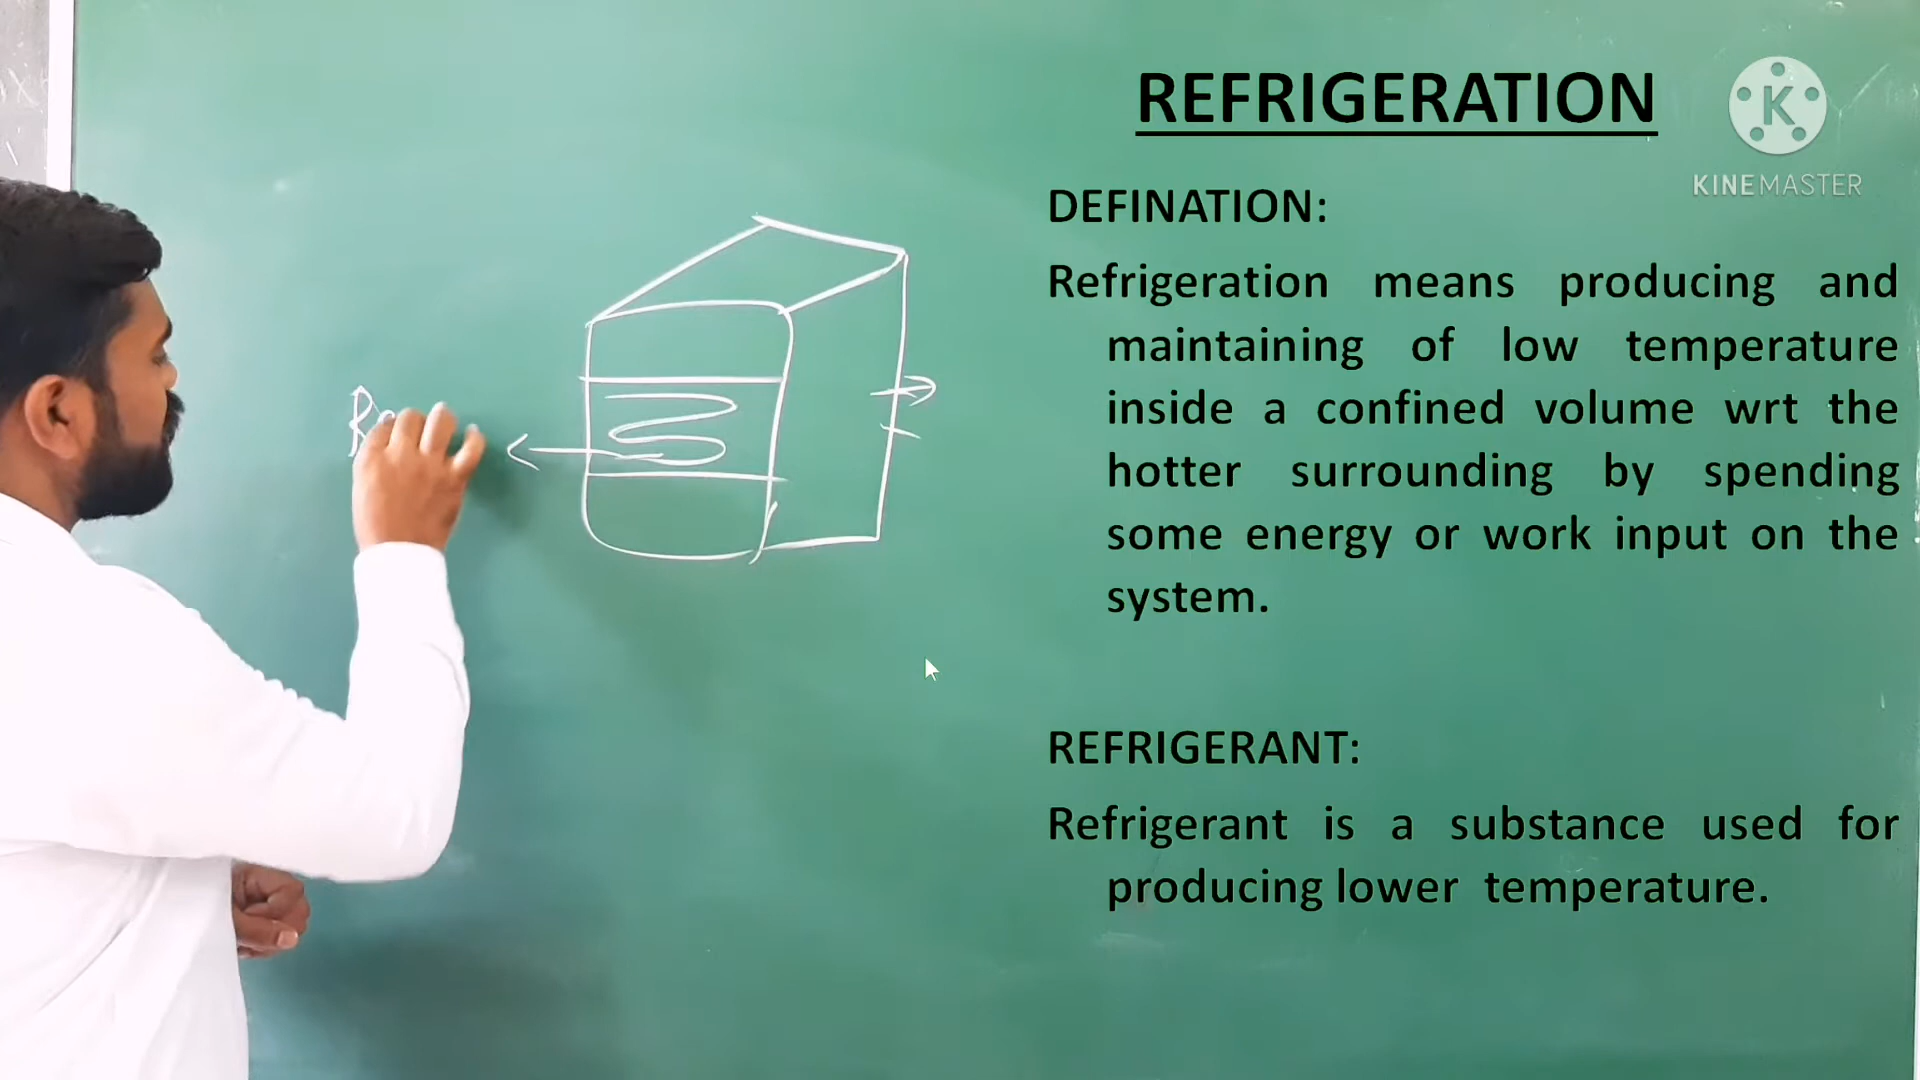 REFRIGERATION
K
KINEMASTER
DEFINATION:
Refrigeration means producing and
maintaining of low temperature
inside a confined volume wrt the
hotter surrounding by spending
some energy or work input on the
system.
REFRIGERANT:
Refrigerant is a substance used for
producing lower temperature.